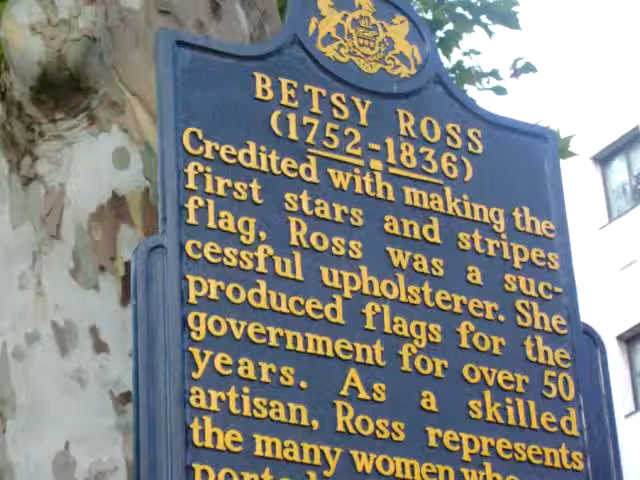 BETSY ROSS
(1752-1836)
Credited with making the
first stars and stripes
flag, Ross was a suc-
cessful upholsterer. She
produced flags for the
government for over 50
years. As a skilled
artisan, Ross represents
the many women who